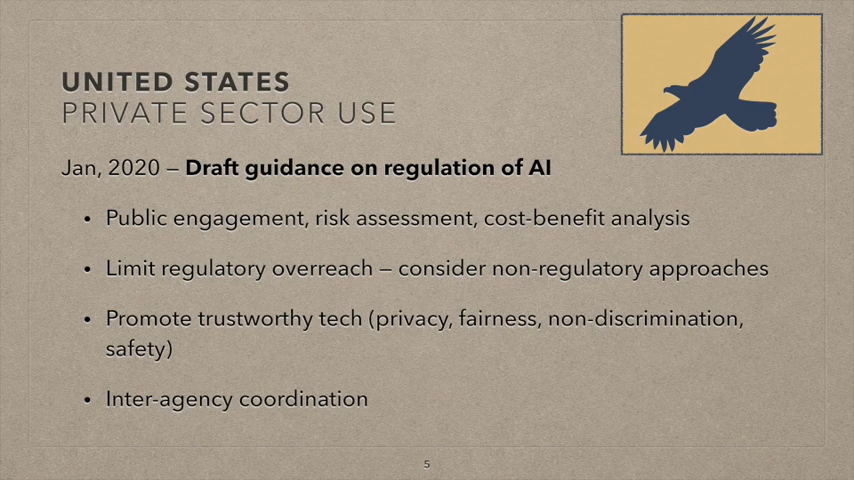 UNITED STATES
PRIVATE SECTOR USE
Jan, 2020 – Draft guidance on regulation of AI
• Public engagement, risk assessment, cost-benefit analysis
• Limit regulatory overreach – consider non-regulatory approaches
• Promote trustworthy tech (privacy, fairness, non-discrimination,
safety)
• Inter-agency coordination
5